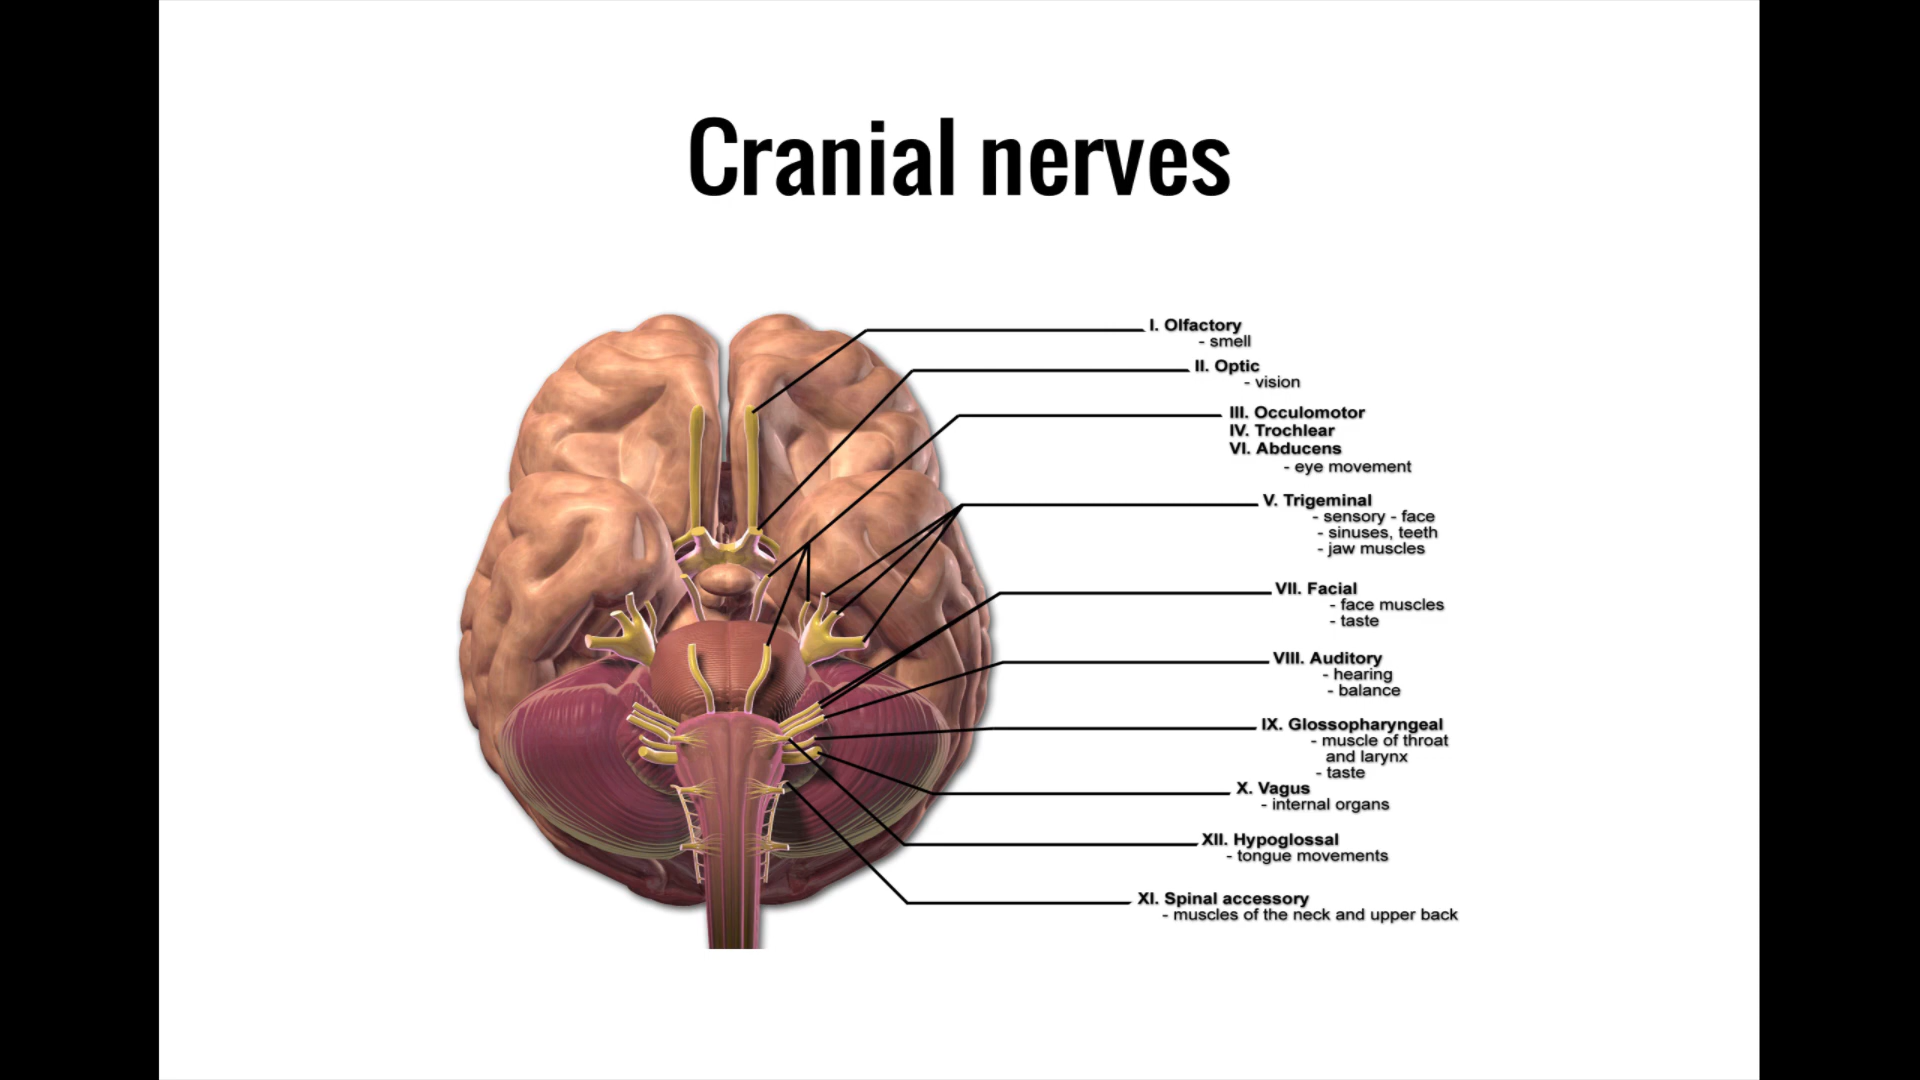 Cranial nerves
I. Olfactory
- smell
II. Optic
- vision
III. Occulomotor
IV. Trochlear
VI. Abducens
- eye movement
V. Trigeminal
- sensory - face
- sinuses, teeth
- jaw muscles
VII. Facial
- face muscles
- taste
VIII. Auditory
- hearing
- balance
IX. Glossopharyngeal
- muscle of throat
and larynx
- taste
X. Vagus
- internal organs
XII. Hypoglossal
- tongue movements
XI. Spinal accessory
- muscles of the neck and upper back